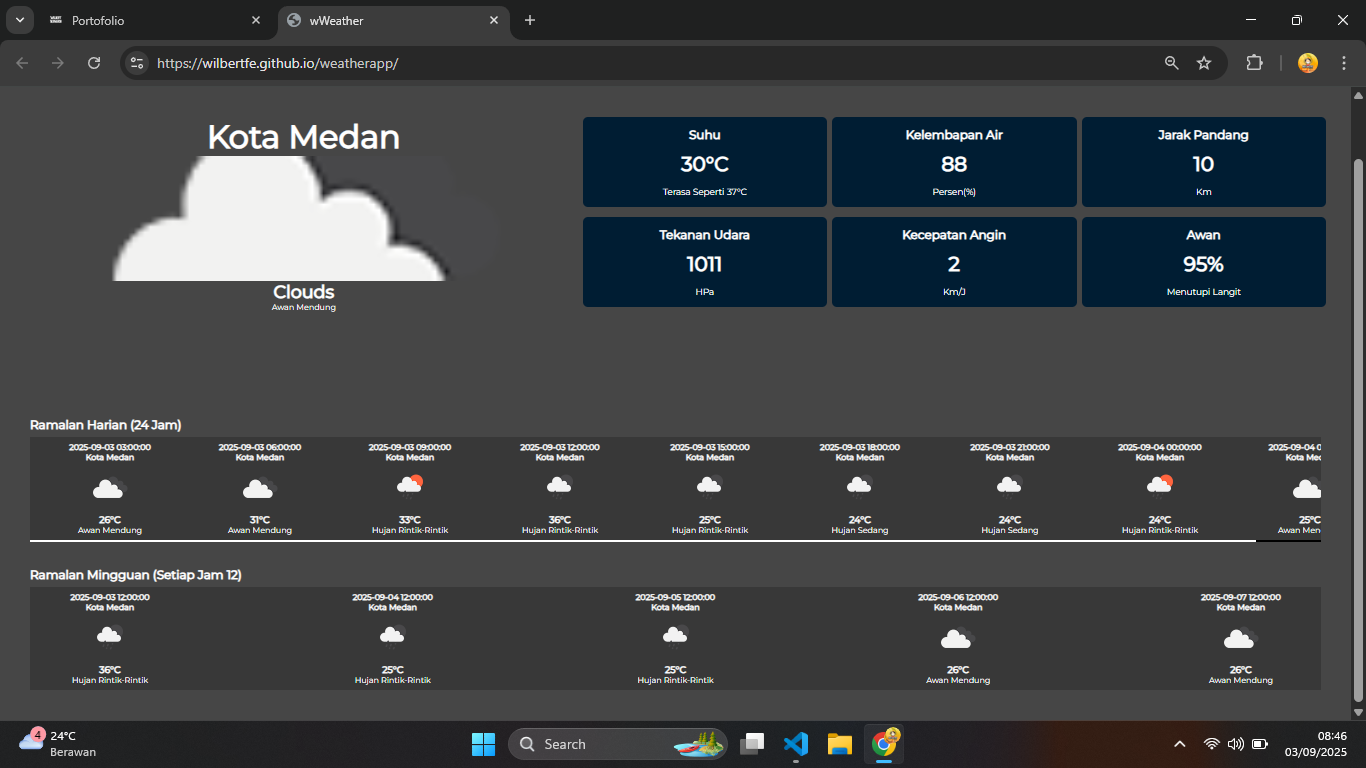 Portofolio
wWeather
https://wilbertfe.github.io/weatherapp/
Kota Medan
Clouds
Awan Mendung
Suhu
30°C
Terasa Seperti 37°C
Kelembapan Air
88
Persen(%)
Jarak Pandang
10
Km
Tekanan Udara
1011
HPa
Kecepatan Angin
2
Km/J
Awan
95%
Menutupi Langit
Ramalan Harian (24 Jam)
2025-09-03 03:00:00
Kota Medan
26°C
Awan Mendung
2025-09-03 06:00:00
Kota Medan
31°C
Awan Mendung
2025-09-03 09:00:00
Kota Medan
33°C
Hujan Rintik-Rintik
2025-09-03 12:00:00
Kota Medan
36°C
Hujan Rintik-Rintik
2025-09-03 15:00:00
Kota Medan
25°C
Hujan Rintik-Rintik
2025-09-03 18:00:00
Kota Medan
24°C
Hujan Sedang
2025-09-03 21:00:00
Kota Medan
24°C
Hujan Sedang
2025-09-04 00:00:00
Kota Medan
24°C
Hujan Rintik-Rintik
2025-09-04 0
Kota Me
25°C
Awan Men
Ramalan Mingguan (Setiap Jam 12)
2025-09-03 12:00:00
Kota Medan
36°C
Hujan Rintik-Rintik
2025-09-04 12:00:00
Kota Medan
25°C
Hujan Rintik-Rintik
2025-09-05 12:00:00
Kota Medan
25°C
Hujan Rintik-Rintik
2025-09-06 12:00:00
Kota Medan
26°C
Awan Mendung
2025-09-07 12:00:00
Kota Medan
26°C
Awan Mendung
4
24°C
Berawan
Search
08:46
03/09/2025